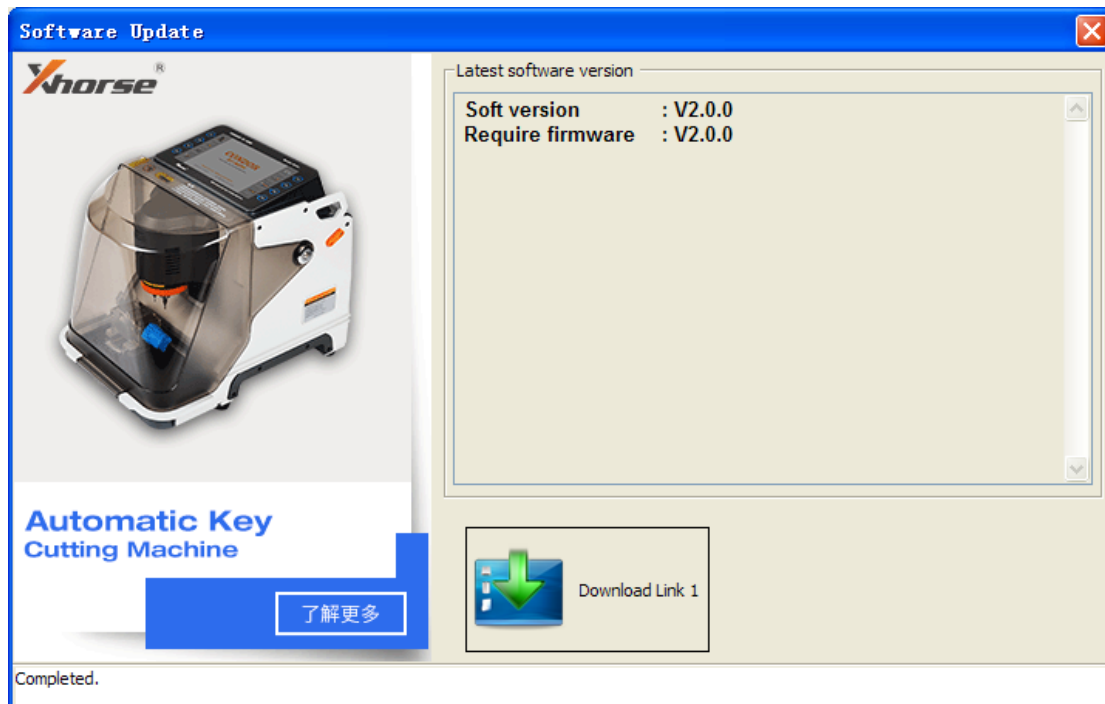 Software Update
Xhorse®
Latest software version
Soft version : V2.0.0
Require firmware : V2.0.0
Automatic Key
Cutting Machine
了解更多
Download Link 1
Completed.